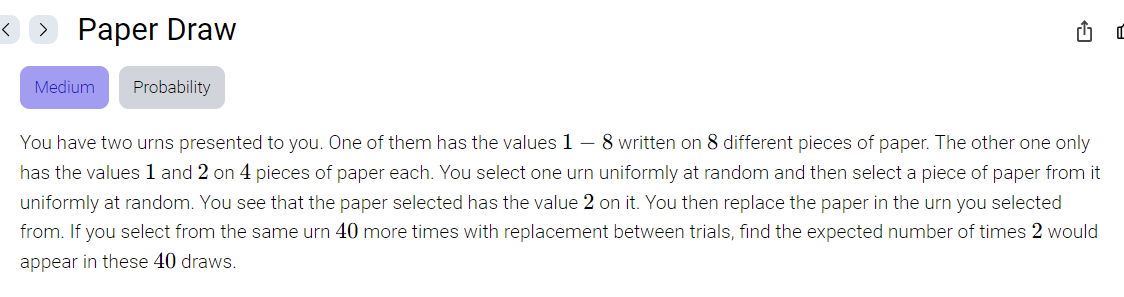 Paper Draw
Medium
Probability
You have two urns presented to you. One of them has the values 1 − 8 written on 8 different pieces of paper. The other one only
has the values 1 and 2 on 4 pieces of paper each. You select one urn uniformly at random and then select a piece of paper from it
uniformly at random. You see that the paper selected has the value 2 on it. You then replace the paper in the urn you selected
from. If you select from the same urn 40 more times with replacement between trials, find the expected number of times 2 would
appear in these 40 draws.